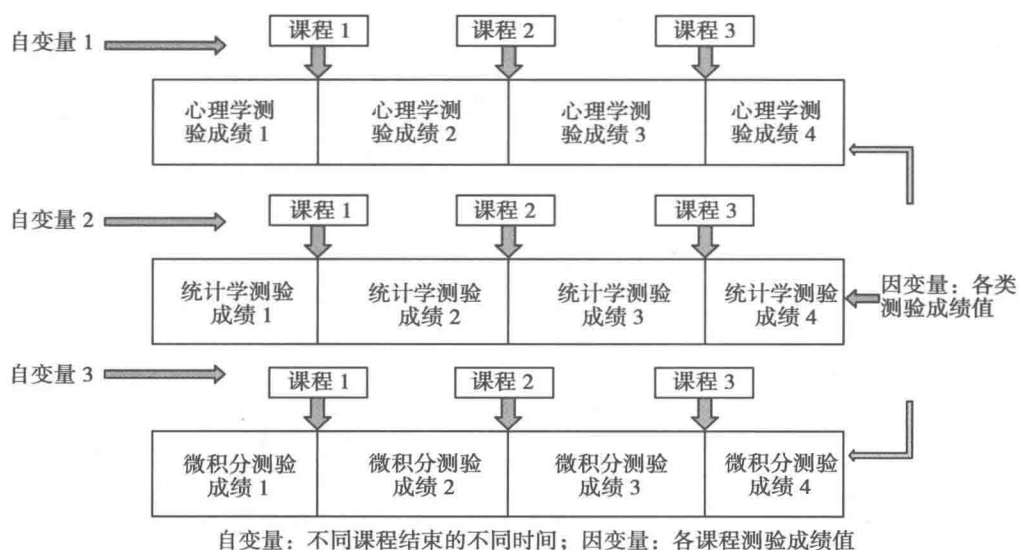 自变量 1
课程 1
课程 2
课程 3
心理学测
验成绩 1
心理学测
验成绩 2
心理学测
验成绩 3
心理学测
验成绩 4
自变量 2
课程 1
课程 2
课程 3
统计学测验
成绩 1
统计学测验
成绩 2
统计学测验
成绩 3
统计学测验
成绩 4
因变量：各类
测验成绩值
自变量 3
课程 1
课程 2
课程 3
微积分测验
成绩 1
微积分测验
成绩 2
微积分测验
成绩 3
微积分测验
成绩 4
自变量：不同课程结束的不同时间；因变量：各课程测验成绩值